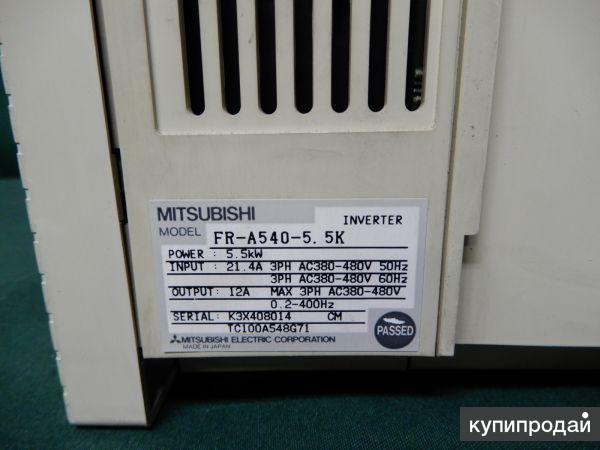 MITSUBISHI
INVERTER
MODEL FR-A540-5.5K
POWER : 5.5kW
INPUT : 21.4A 3PH AC380-480V 50Hz
3PH AC380-480V 60Hz
OUTPUT: 12A MAX 3PH AC380-480V
0.2-400Hz
SERIAL: K3X408014 CM
TC100A548G71
PASSED
MITSUBISHI ELECTRIC CORPORATION
MADE IN JAPAN
купипродай